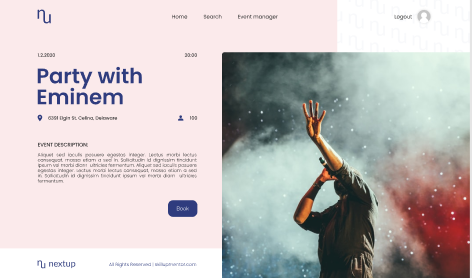 nu
Home Search Event manager Logout
1.2.2020 20:00
Party with
Eminem
6391 Elgin St. Celina, Delaware 100
EVENT DESCRIPTION:
Aliquet sed iaculis posuere egestas integer. Lectus morbi lectus
consequat, massa etiam a sed in. Sollicitudin id dignissim tincidunt
ipsum vel morbi diam ultricies fermentum. Aliquet sed iaculis posuere
egestas integer. Lectus morbi lectus consequat, massa etiam a sed
in. Sollicitudin id dignissim tincidunt ipsum vel morbi diam ultricies
fermentum.
Book
nu nextup All Rights Reserved | skillupmentor.com